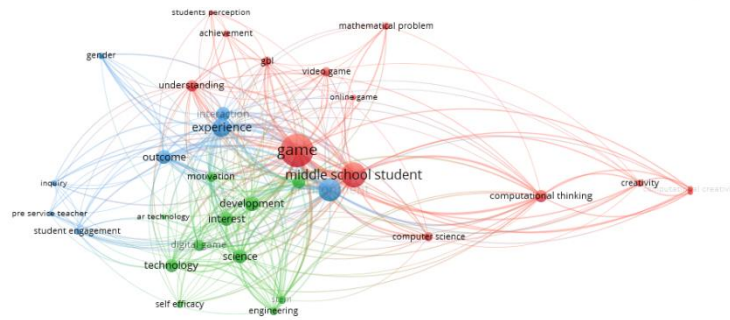 students perception
achievement
mathematical problem
gender
gbl
video game
understanding
online game
interaction
experience
game
outcome
motivation
middle school student
inquiry
creativity
computational thinking
development
pre service teacher
ar technology
interest
student engagement
computer science
digital game
science
technology
stem
self efficacy
engineering